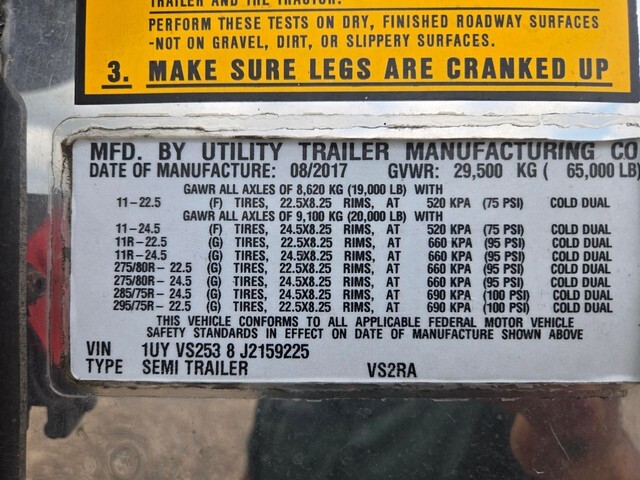 TRAILER AND THE TRACTOR.
PERFORM THESE TESTS ON DRY, FINISHED ROADWAY SURFACES
-NOT ON GRAVEL, DIRT, OR SLIPPERY SURFACES.
3. MAKE SURE LEGS ARE CRANKED UP
MFD. BY UTILITY TRAILER MANUFACTURING CO
DATE OF MANUFACTURE: 08/2017 GVWR: 29,500 KG ( 65,000 LB)
GAWR ALL AXLES OF 8,620 KG (19,000 LB) WITH
11-22.5 (F) TIRES, 22.5X8.25 RIMS, AT 520 KPA (75 PSI) COLD DUAL
GAWR ALL AXLES OF 9,100 KG (20,000 LB) WITH
11-24.5 (F) TIRES, 24.5X8.25 RIMS, AT 520 KPA (75 PSI) COLD DUAL
11R-22.5 (G) TIRES, 22.5X8.25 RIMS, AT 660 KPA (95 PSI) COLD DUAL
11R-24.5 (G) TIRES, 24.5X8.25 RIMS, AT 660 KPA (95 PSI) COLD DUAL
275/80R-22.5 (G) TIRES, 22.5X8.25 RIMS, AT 660 KPA (95 PSI) COLD DUAL
275/80R-24.5 (G) TIRES, 24.5X8.25 RIMS, AT 660 KPA (95 PSI) COLD DUAL
285/75R-24.5 (G) TIRES, 24.5X8.25 RIMS, AT 690 KPA (100 PSI) COLD DUAL
295/75R-22.5 (G) TIRES, 22.5X8.25 RIMS, AT 690 KPA (100 PSI) COLD DUAL
THIS VEHICLE CONFORMS TO ALL APPLICABLE FEDERAL MOTOR VEHICLE
SAFETY STANDARDS IN EFFECT ON DATE OF MANUFACTURE SHOWN ABOVE
VIN 1UY VS253 8 J2159225
TYPE SEMI TRAILER VS2RA